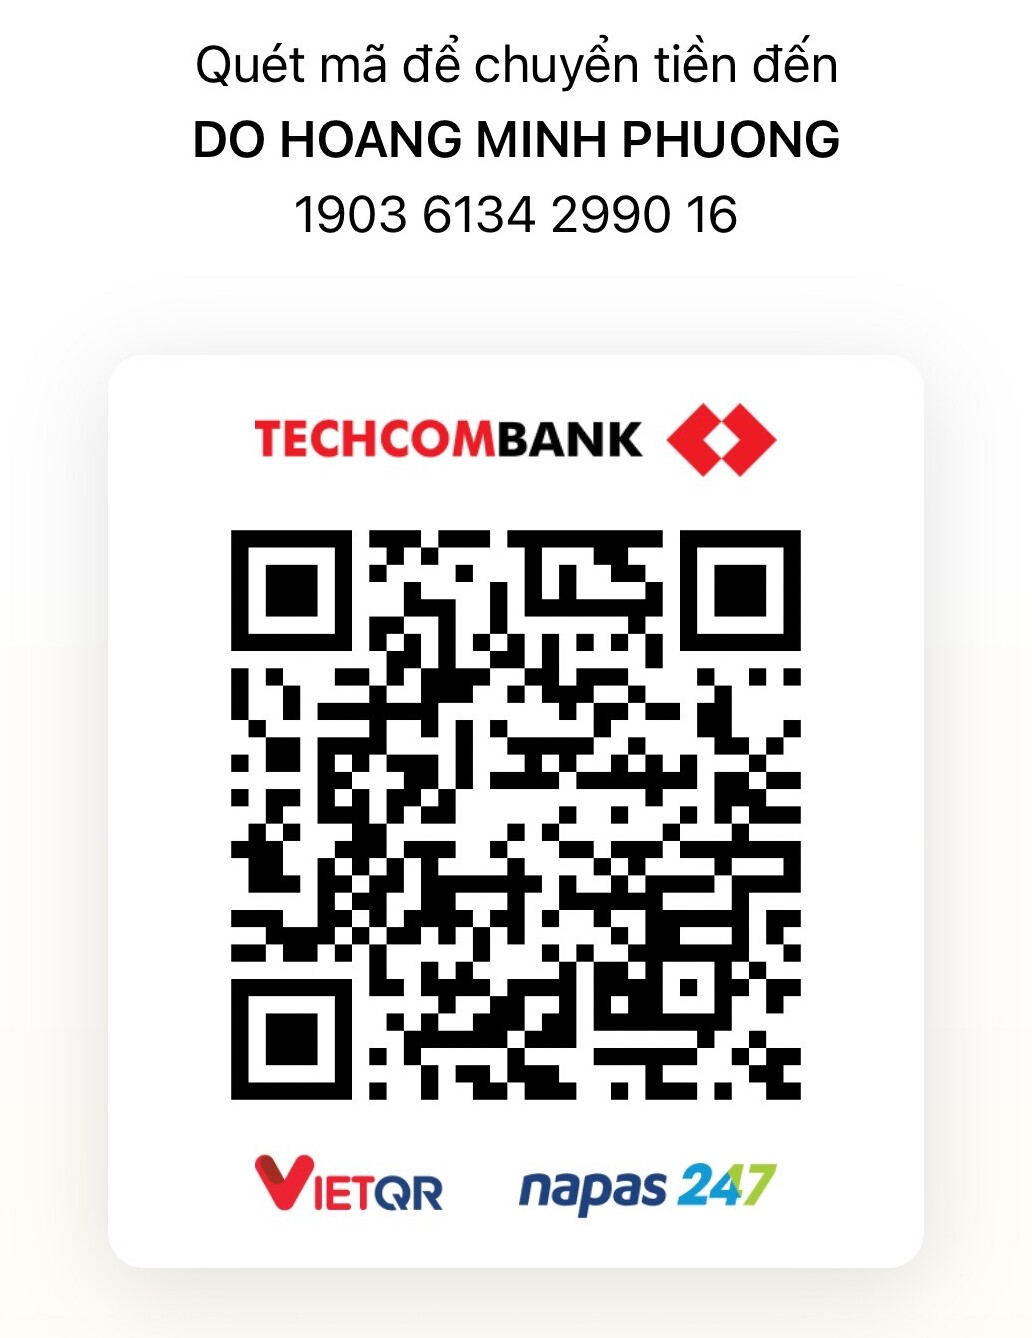 Quét mã để chuyển tiền đến
DO HOANG MINH PHUONG
1903 6134 2990 16
TECHCOMBANK
VIETQR
napas 247